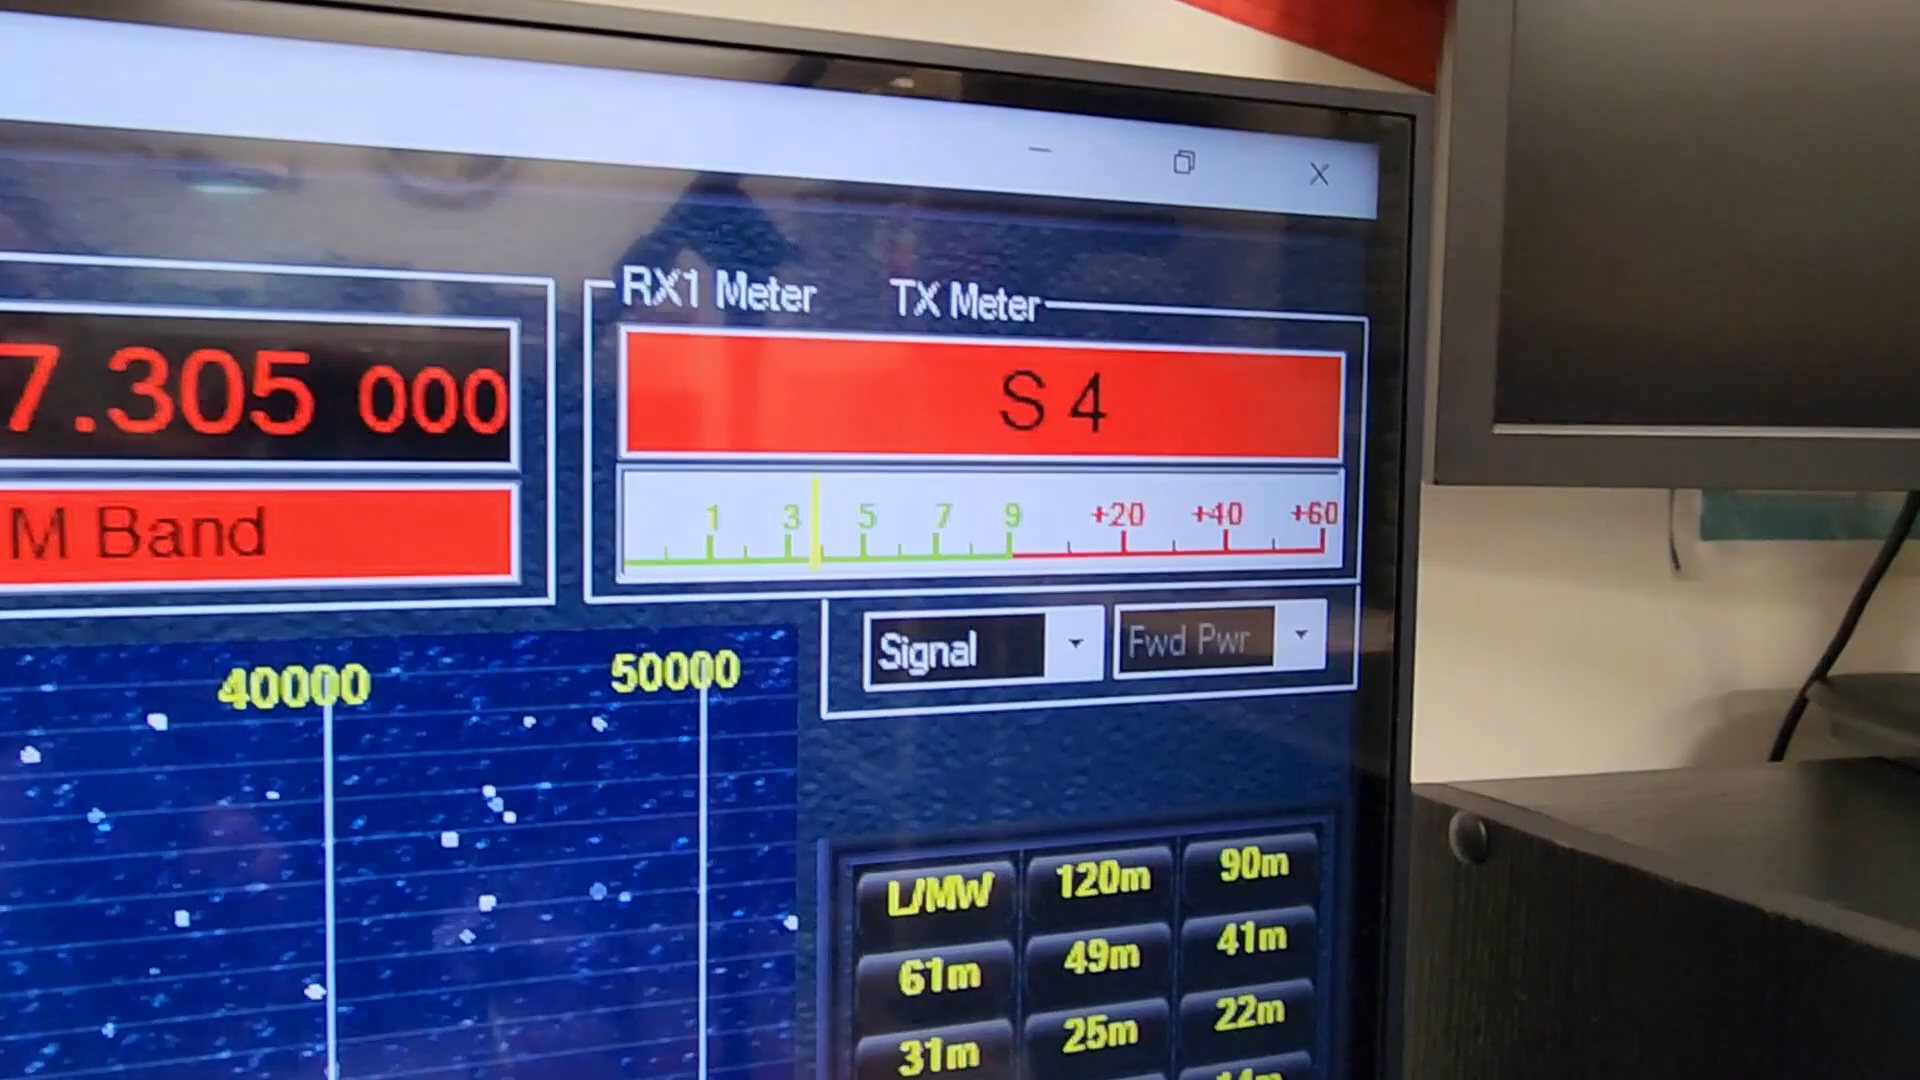 RX1 Meter TX Meter
7.305 000
S 4
M Band
1 3 5 7 9 +20 +40 +60
Signal
Fwd Pwr
40000 50000
L/MW 120m 90m
61m 49m 41m
31m 25m 22m